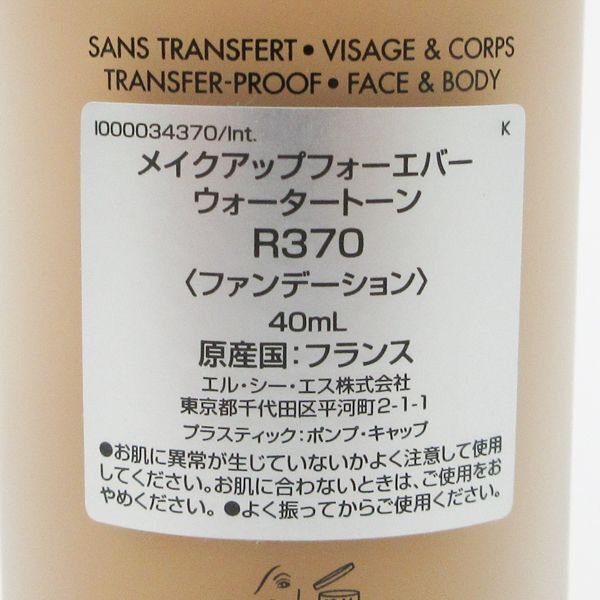 SANS TRANSFERT • VISAGE & CORPS
TRANSFER-PROOF • FACE & BODY
I000034370/Int. K
メイクアップフォーエバー
ウォータートーン
R370
〈ファンデーション〉
40mL
原産国：フランス
エル・シー・エス株式会社
東京都千代田区平河町2-1-1
プラスティック：ポンプ・キャップ
●お肌に異常が生じていないかよく注意して使用
してください。お肌に合わないときは、ご使用をお
やめください。●よく振ってからご使用ください。